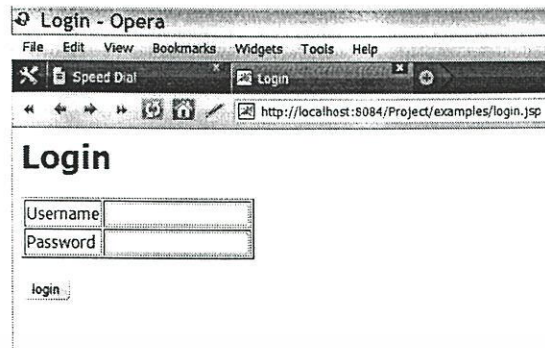 Login - Opera
File Edit View Bookmarks Widgets Tools Help
Speed Dial Login
http://localhost:8084/Project/examples/login.jsp
Login
Username
Password
login